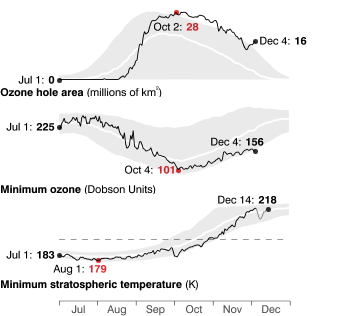 Oct 2: 28
Dec 4: 16
Jul 1: 0
Ozone hole area (millions of km²)
Jul 1: 225
Dec 4: 156
Oct 4: 101
Minimum ozone (Dobson Units)
Dec 14: 218
Jul 1: 183
Aug 1: 179
Minimum stratospheric temperature (K)
Jul Aug Sep Oct Nov Dec